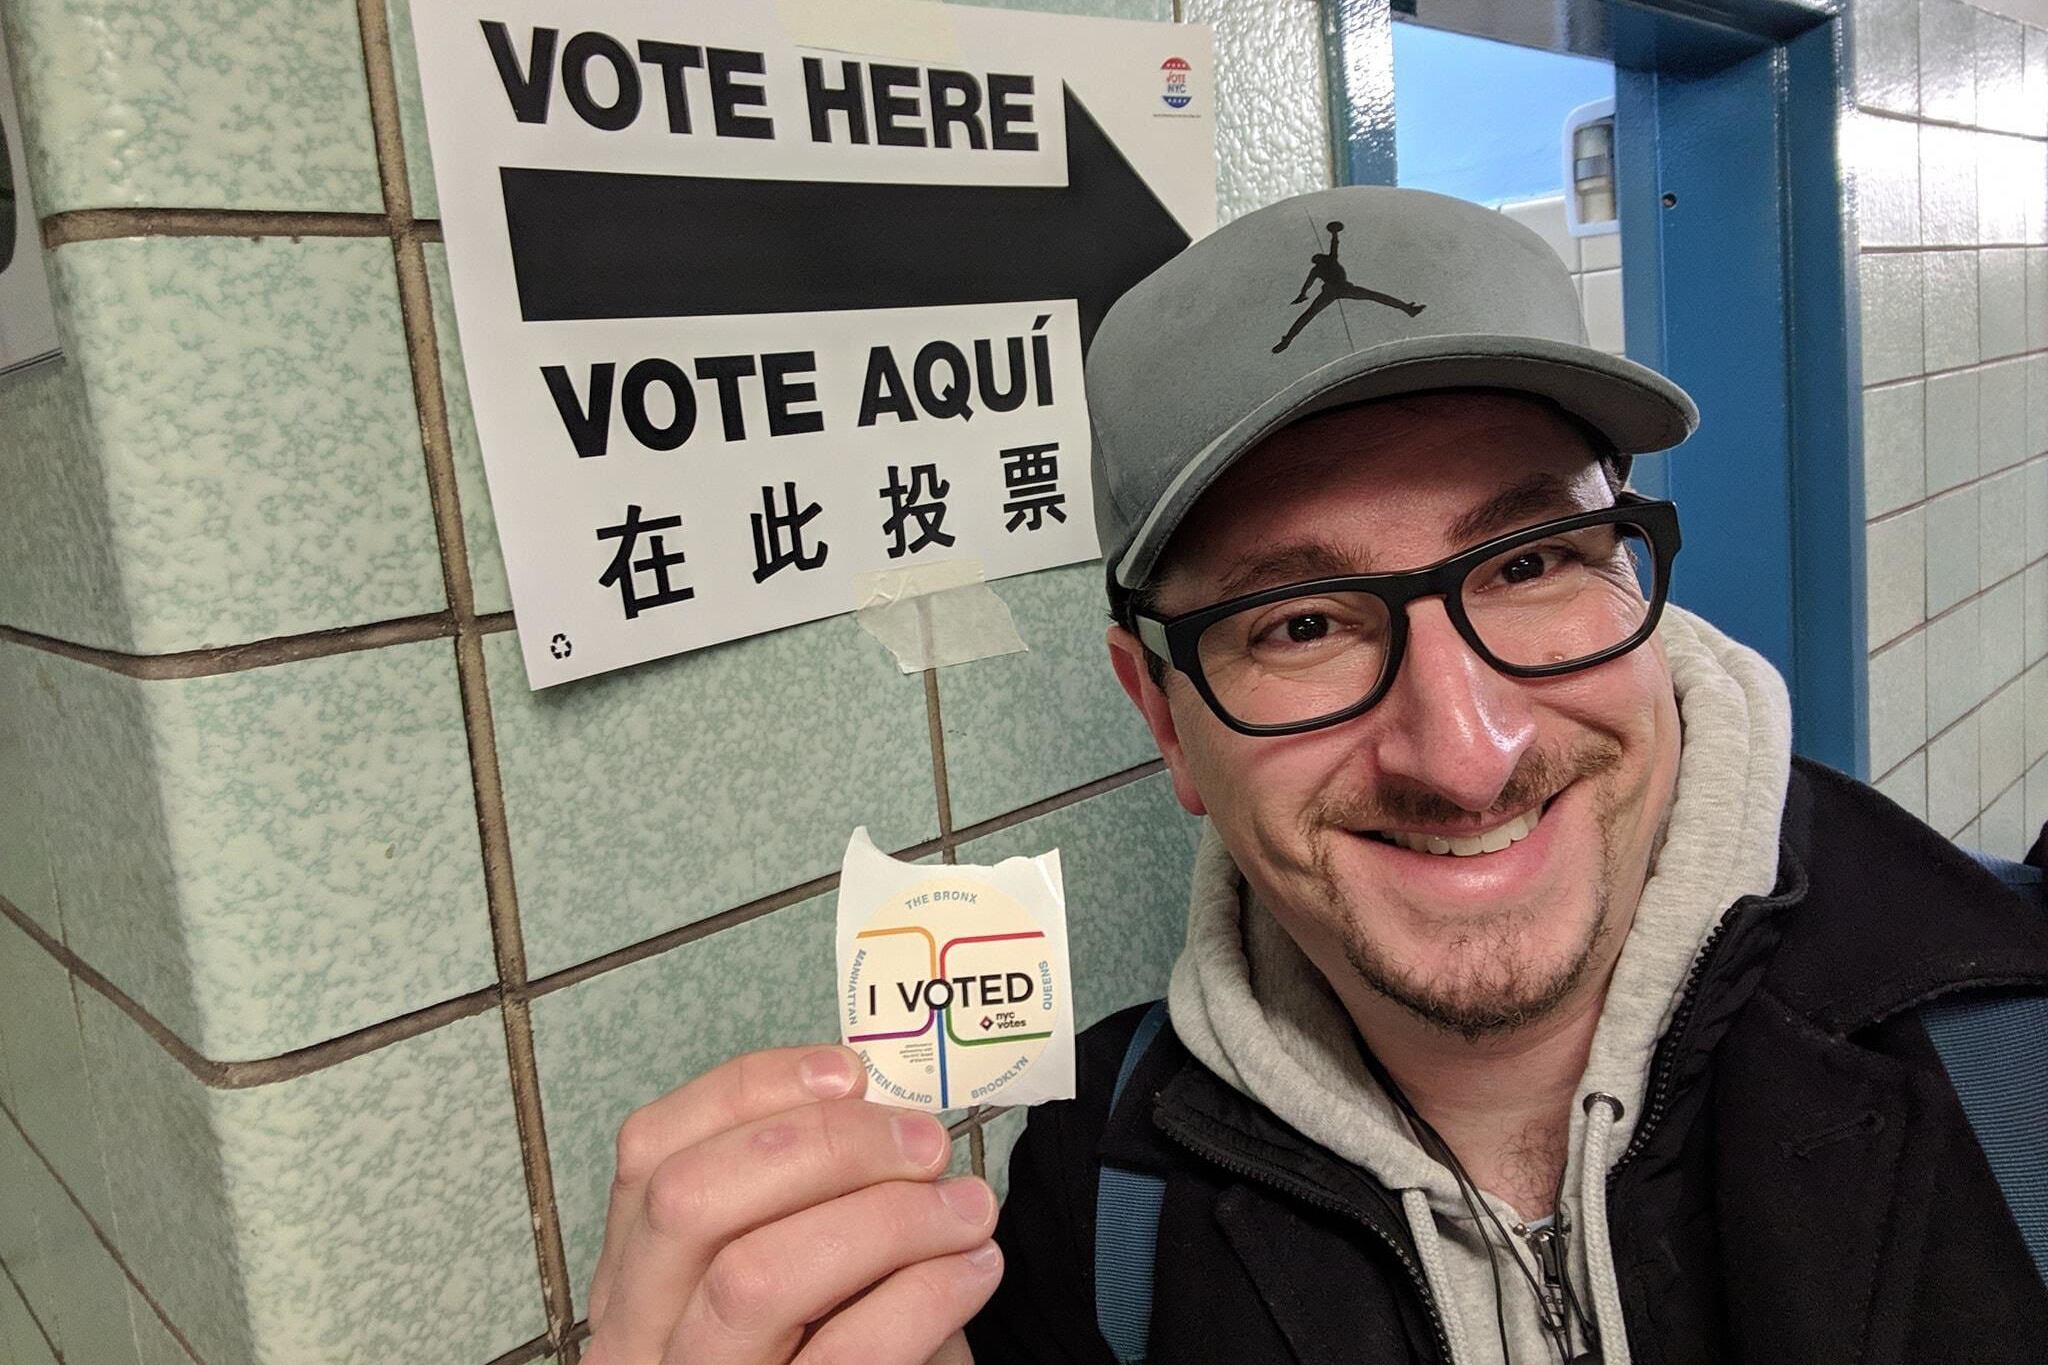 VOTE HERE
VOTE NYC
VOTE AQUÍ
在此投票
THE BRONX
MANHATTAN
QUEENS
I VOTED
nyc
votes
STATEN ISLAND
BROOKLYN